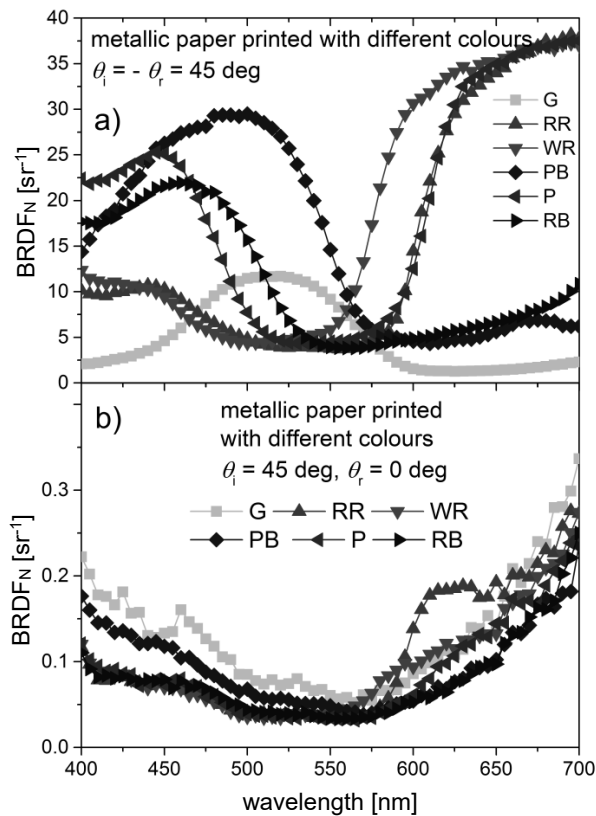 40
metallic paper printed with different colours
35
θi = - θr = 45 deg
30
a)
G
RR
25
WR
PB
20
P
RB
15
10
5
0
BRDFN [sr-1]
b)
metallic paper printed
with different colours
θi = 45 deg, θr = 0 deg
0.3
G RR WR
PB P RB
0.2
0.1
0.0
BRDFN [sr-1]
400 450 500 550 600 650 700
wavelength [nm]